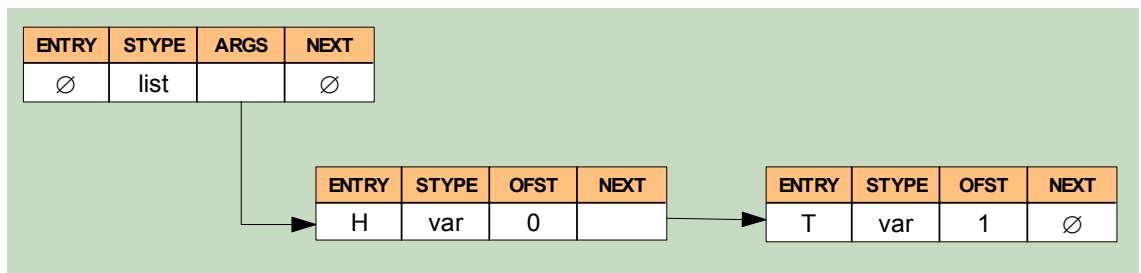 ENTRY STYPE ARGS NEXT
∅ list ∅
ENTRY STYPE OFST NEXT ENTRY STYPE OFST NEXT
H var 0 T var 1 ∅